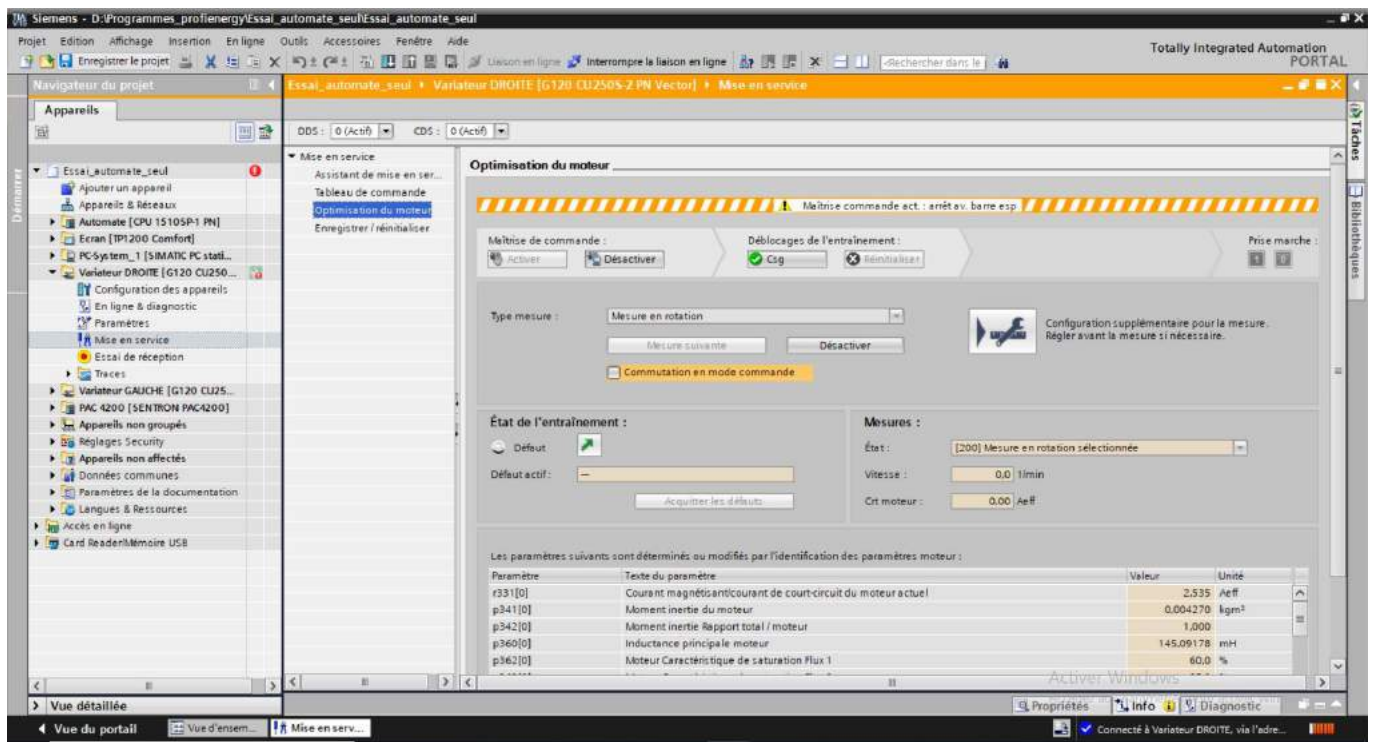 Siemens - D:\Programmes_profienergy\Essai_automate_seul\Essai_automate_seul
Projet Edition Affichage Insertion En ligne Outils Accessoires Fenêtre Aide
Totally Integrated Automation
PORTAL
Enregistrer le projet
Liaison en ligne
Interrompre la liaison en ligne
<Rechercher dans le
Navigateur du projet
Essai_automate_seul Variateur DROITE [G120 CU250S-2 PN Vector] Mise en service
Appareils
DDS : 0 (Actif) CDS : 0 (Actif)
Essai_automate_seul
Ajouter un appareil
Appareils & Réseaux
Automate [CPU 1510SP-1 PN]
Ecran [TP1200 Comfort]
PC-System_1 [SIMATIC PC stati...
Variateur DROITE [G120 CU250...
Configuration des appareils
En ligne & diagnostic
Paramètres
Mise en service
Essai de réception
Traces
Variateur GAUCHE [G120 CU25...
PAC 4200 [SENTRON PAC4200]
Appareils non groupés
Réglages Security
Appareils non affectés
Données communes
Paramètres de la documentation
Langues & Ressources
Accès en ligne
Card Reader/Mémoire USB
Mise en service
Assistant de mise en ser...
Tableau de commande
Optimisation du moteur
Enregistrer / réinitialiser
Optimisation du moteur
Maîtrise commande act. : arrêt av. barre esp
Maîtrise de commande :
Activer Désactiver
Déblocages de l'entraînement :
Csg Réinitialiser
Prise marche :
1 0
Type mesure : Mesure en rotation
Mesure suivante Désactiver
Commutation en mode commande
Configuration supplémentaire pour la mesure.
Régler avant la mesure si nécessaire.
État de l'entraînement :
Défaut
Défaut actif : —
Acquitter les défauts
Mesures :
État : [200] Mesure en rotation sélectionnée
Vitesse : 0,0 1/min
Crt moteur : 0,00 Aeff
Les paramètres suivants sont déterminés ou modifiés par l'identification des paramètres moteur :
Paramètre Texte du paramètre Valeur Unité
r331[0] Courant magnétisant/courant de court-circuit du moteur actuel 2,535 Aeff
p341[0] Moment inertie du moteur 0,004270 kgm²
p342[0] Moment inertie Rapport total / moteur 1,000
p360[0] Inductance principale moteur 145,09178 mH
p362[0] Moteur Caractéristique de saturation Flux 1 60,0 %
Activer Windows
Démarrer
Tâches
Bibliothèques
Vue détaillée
Propriétés Info Diagnostic
Vue du portail
Vue d'ensem...
Mise en serv...
Connecté à Variateur DROITE, via l'adre...